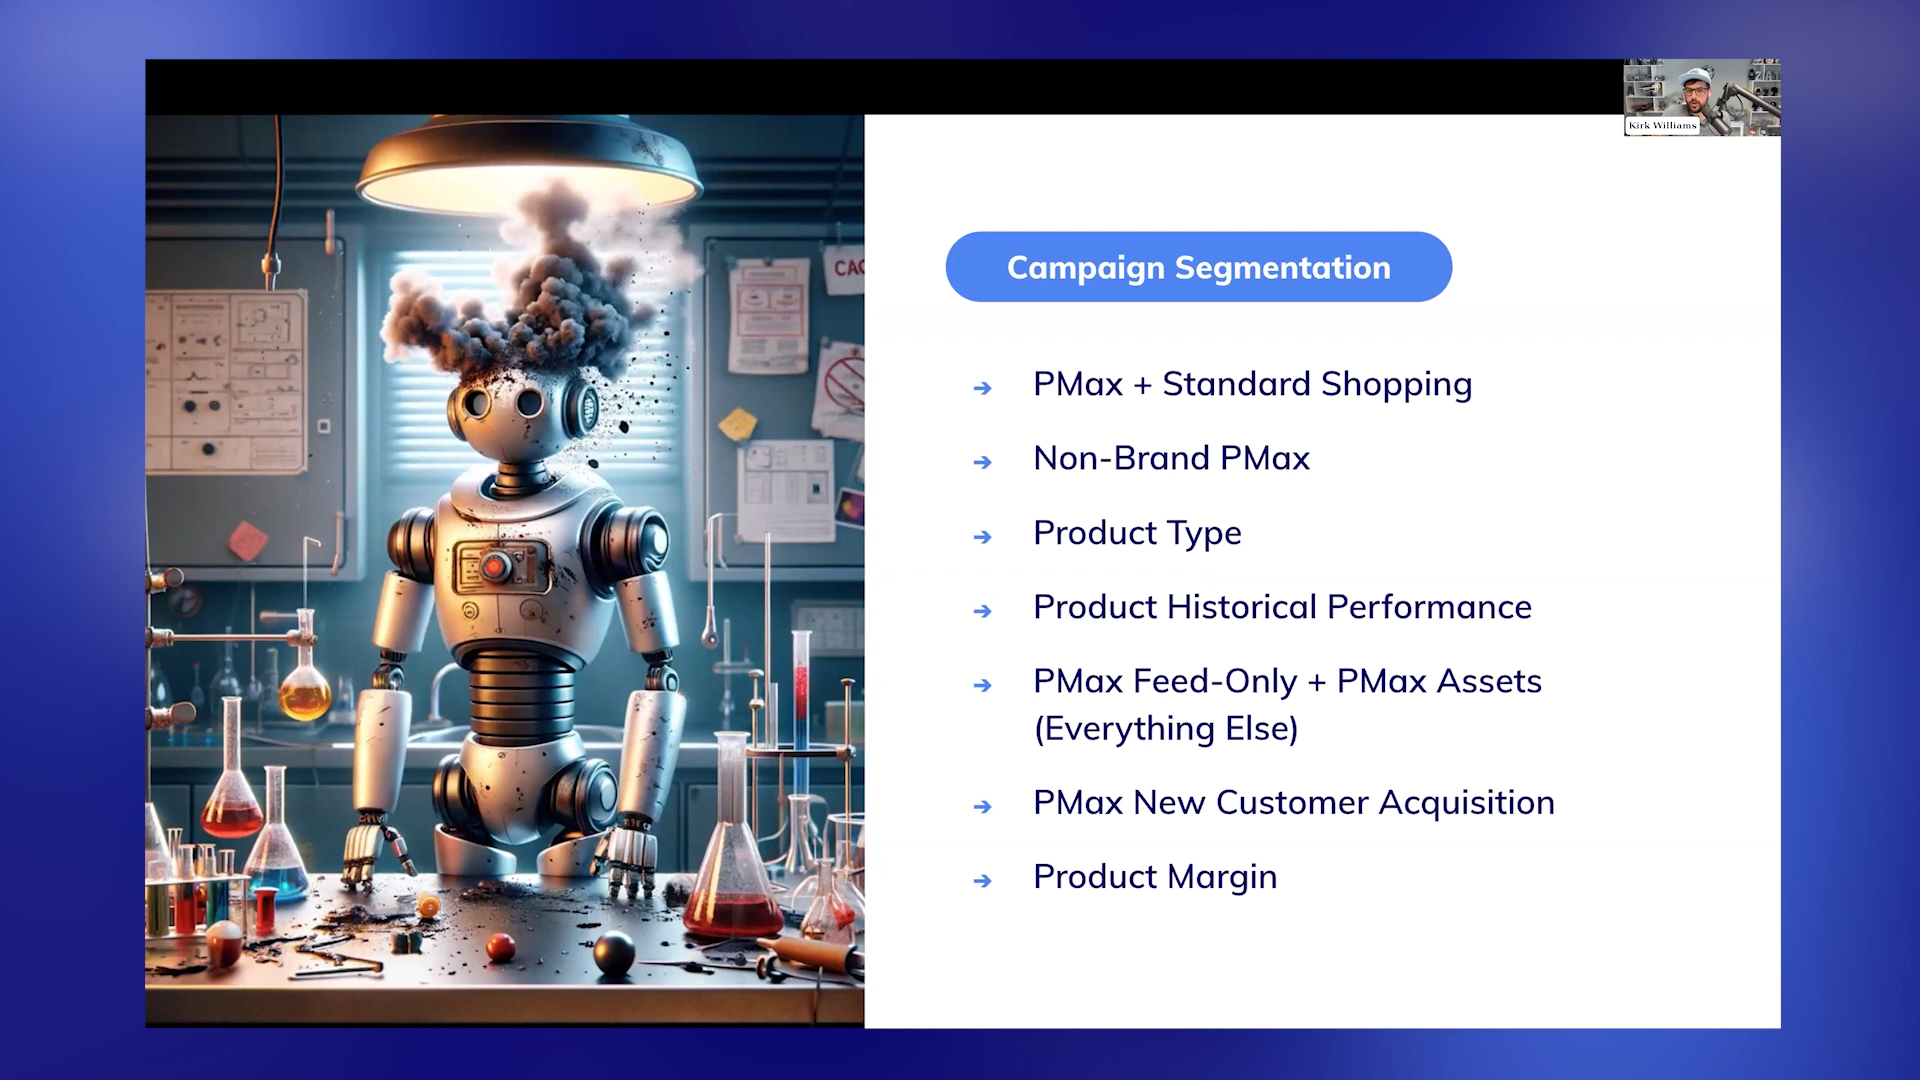 Kirk Williams
CAC
Campaign Segmentation
PMax + Standard Shopping
Non-Brand PMax
Product Type
Product Historical Performance
PMax Feed-Only + PMax Assets
(Everything Else)
PMax New Customer Acquisition
Product Margin